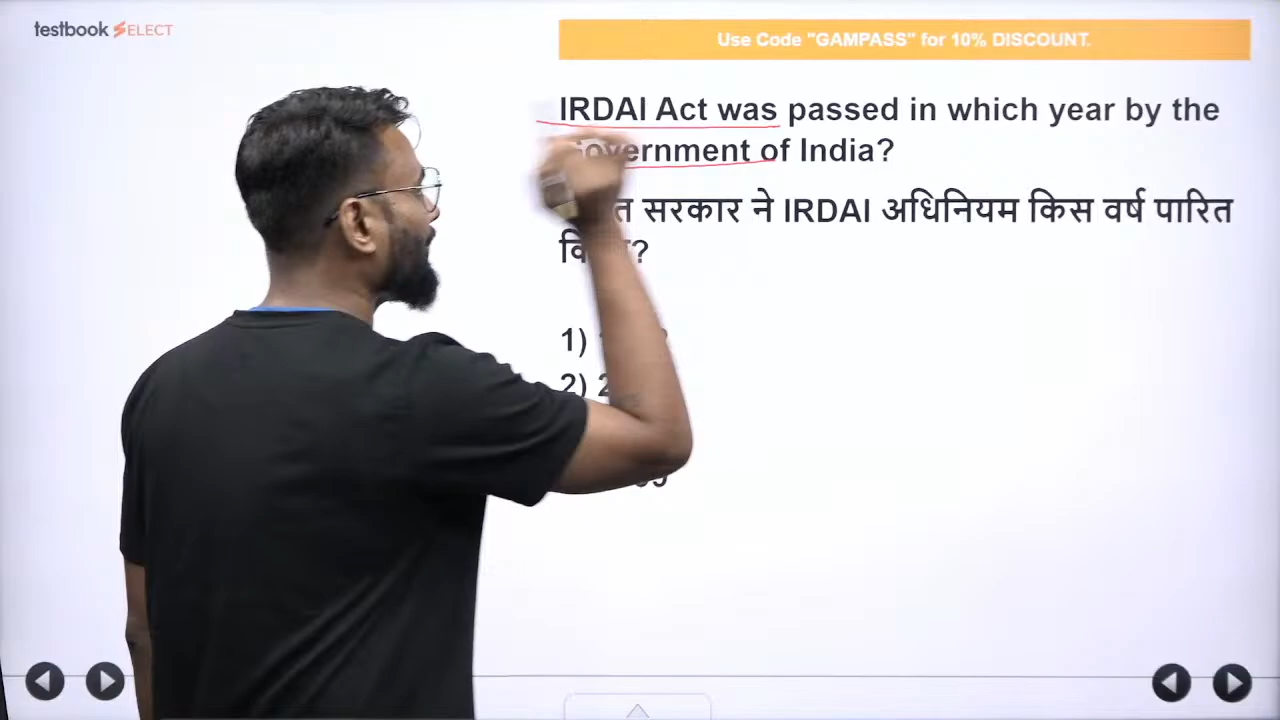 testbook SELECT
Use Code "GAMPASS" for 10% DISCOUNT.
IRDAI Act was passed in which year by the
of India?
सरकार ने IRDAI अधिनियम किस वर्ष पारित
1)
2)